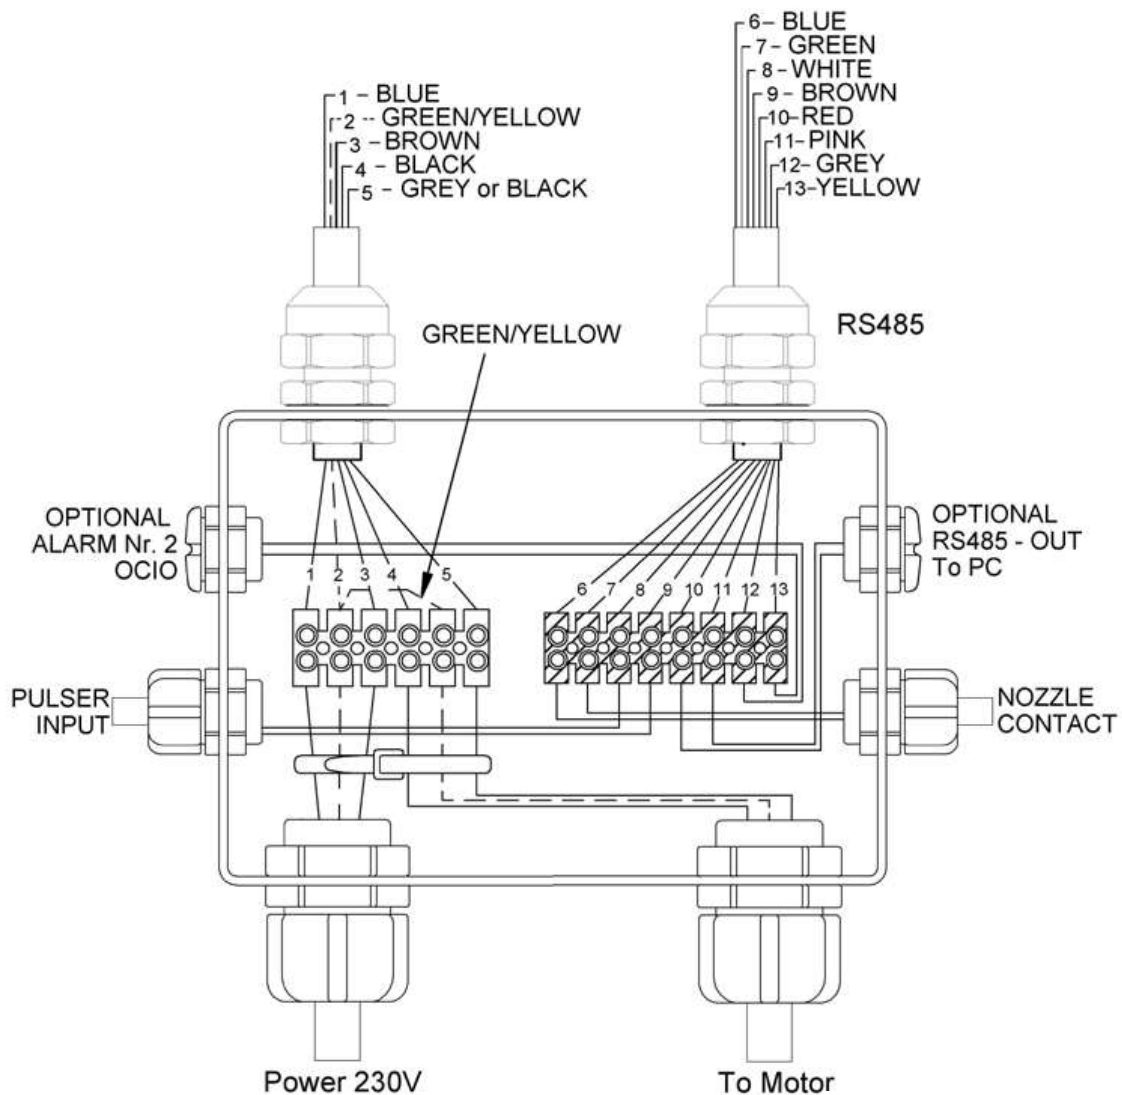 6– BLUE
7– GREEN
8 – WHITE
9 – BROWN
10– RED
11– PINK
12– GREY
13–YELLOW
1 – BLUE
2 -- GREEN/YELLOW
3 – BROWN
4 – BLACK
5 – GREY or BLACK
RS485
GREEN/YELLOW
OPTIONAL
ALARM Nr. 2
OCIO
OPTIONAL
RS485 - OUT
To PC
1 2 3 4 5
6 7 8 9 10 11 12 13
PULSER
INPUT
NOZZLE
CONTACT
Power 230V
To Motor